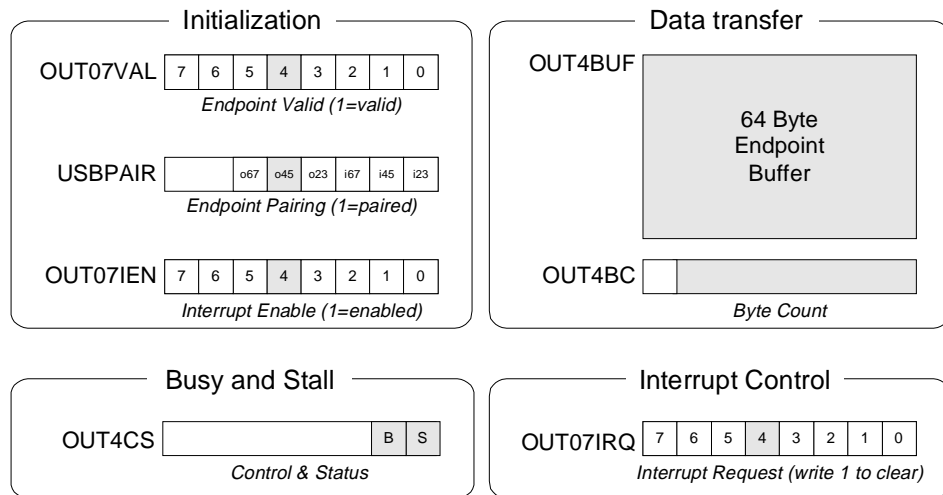 Initialization
OUT07VAL 7 6 5 4 3 2 1 0
Endpoint Valid (1=valid)
USBPAIR o67 o45 o23 i67 i45 i23
Endpoint Pairing (1=paired)
OUT07IEN 7 6 5 4 3 2 1 0
Interrupt Enable (1=enabled)
Data transfer
OUT4BUF
64 Byte
Endpoint
Buffer
OUT4BC
Byte Count
Busy and Stall
OUT4CS B S
Control & Status
Interrupt Control
OUT07IRQ 7 6 5 4 3 2 1 0
Interrupt Request (write 1 to clear)